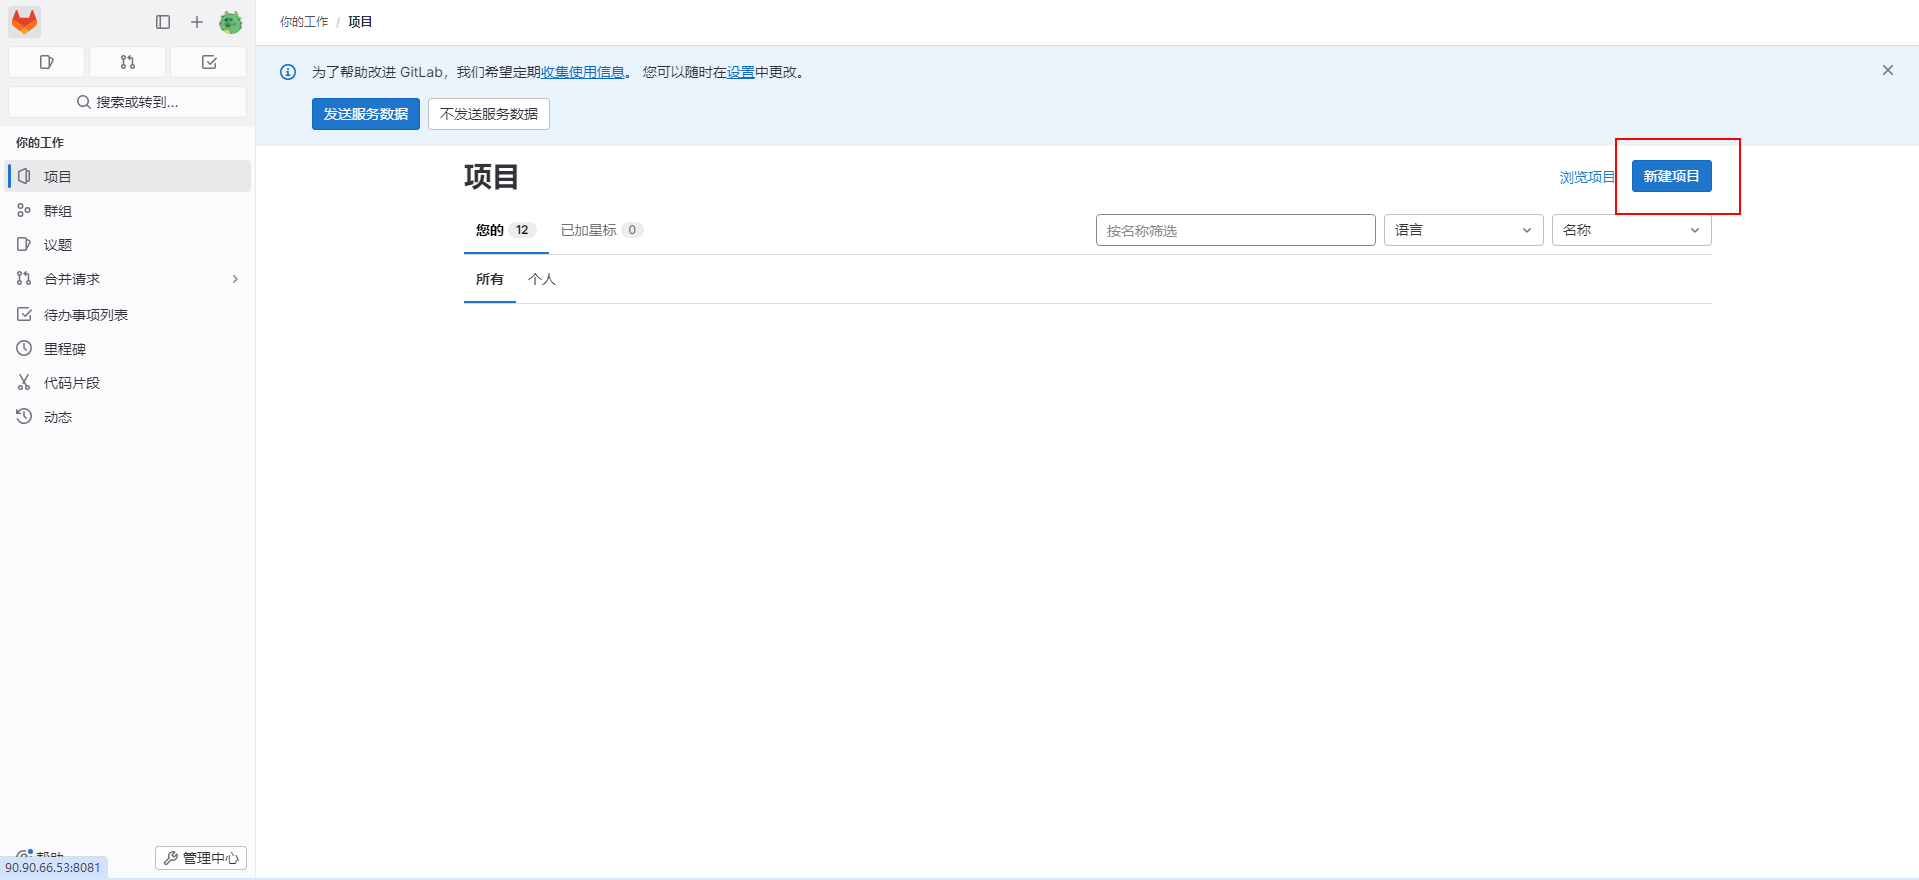 你的工作 / 项目
为了帮助改进 GitLab，我们希望定期收集使用信息。 您可以随时在设置中更改。
发送服务数据 不发送服务数据
搜索或转到...
你的工作
项目
群组
议题
合并请求
待办事项列表
里程碑
代码片段
动态
帮助
管理中心
90.90.66.53:8081
项目
浏览项目 新建项目
您的 12 已加星标 0
按名称筛选 语言 名称
所有 个人